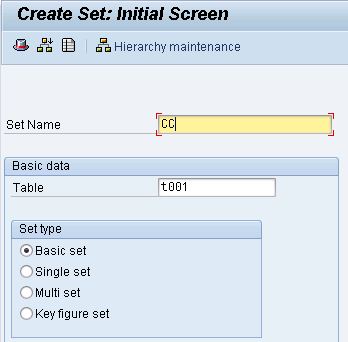 Create Set: Initial Screen
Hierarchy maintenance
Set Name CC
Basic data
Table t001
Set type
Basic set
Single set
Multi set
Key figure set